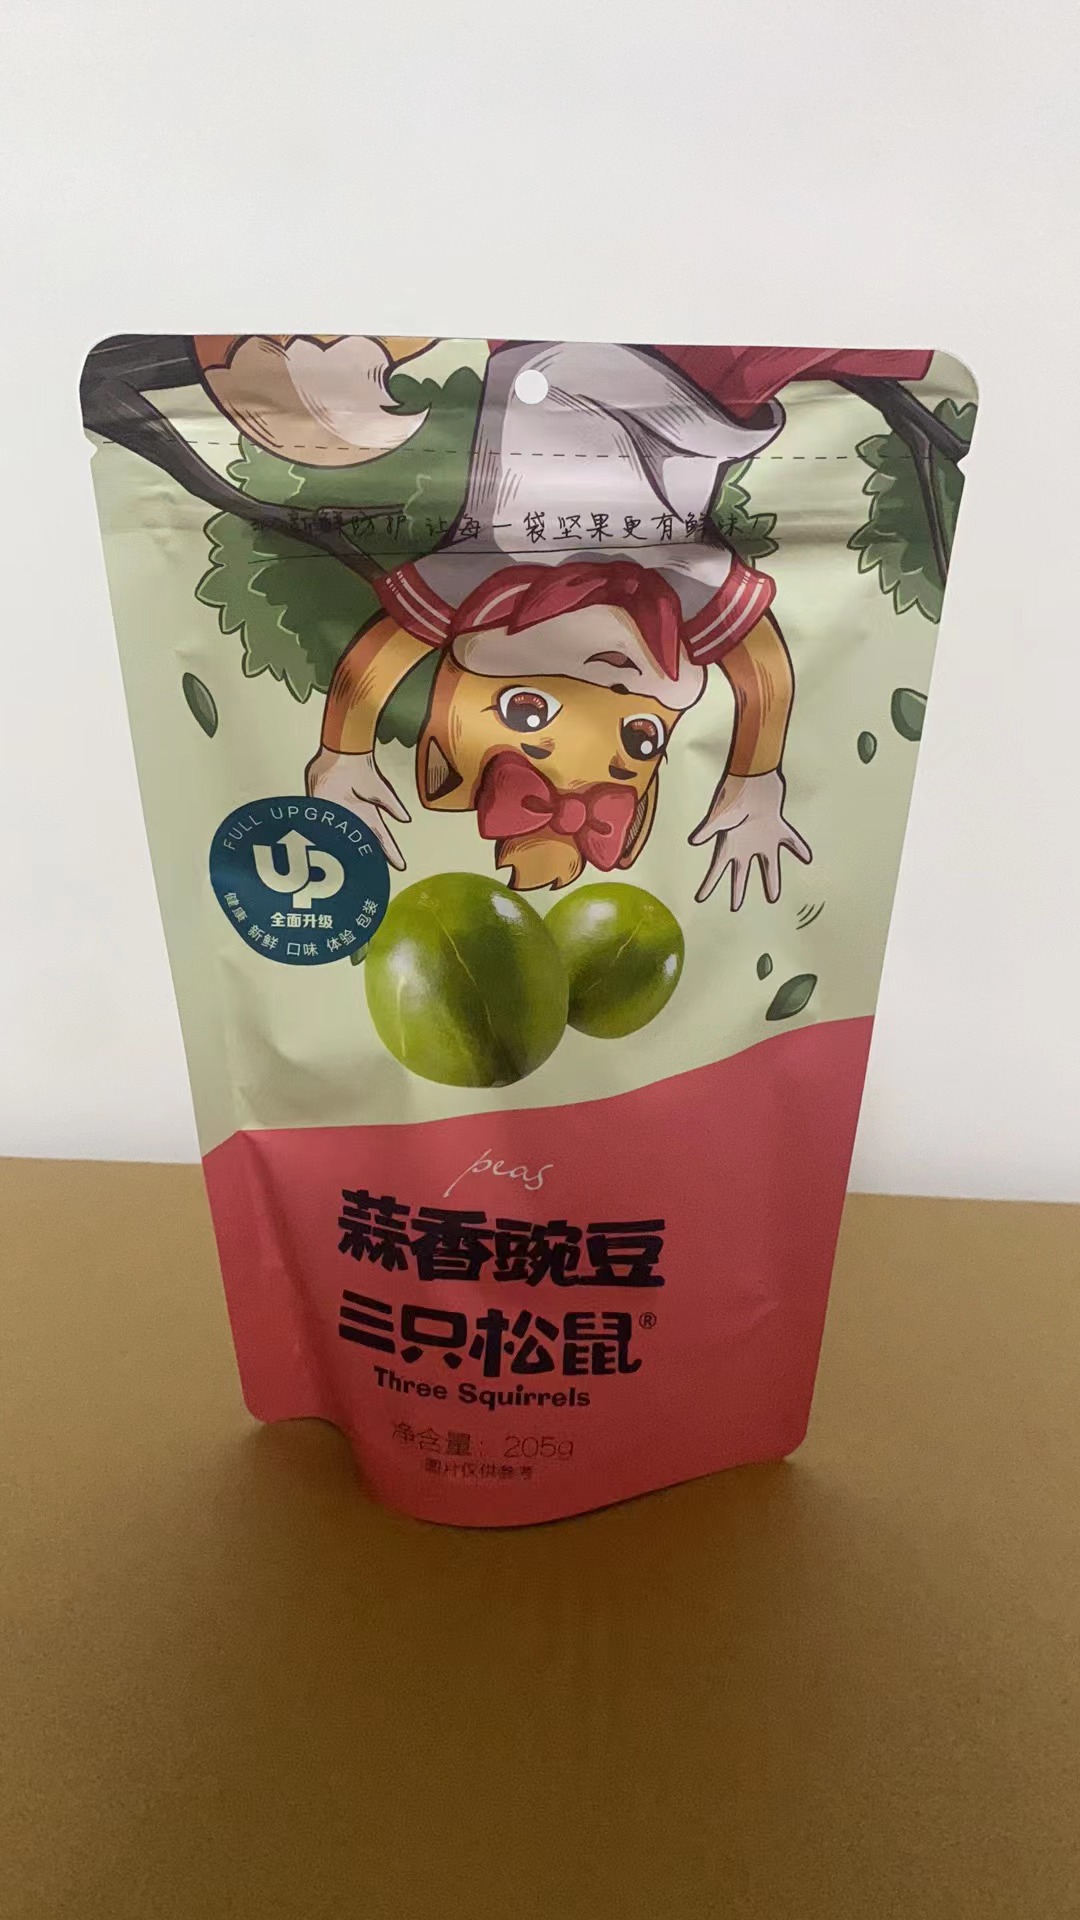 新鲜防护,让每一袋坚果更有鲜味!
FULL UPGRADE
UP
全面升级
健康 新鲜 口味 体验 包装
peas
蒜香豌豆
三只松鼠®
Three Squirrels
净含量：205g
图片仅供参考